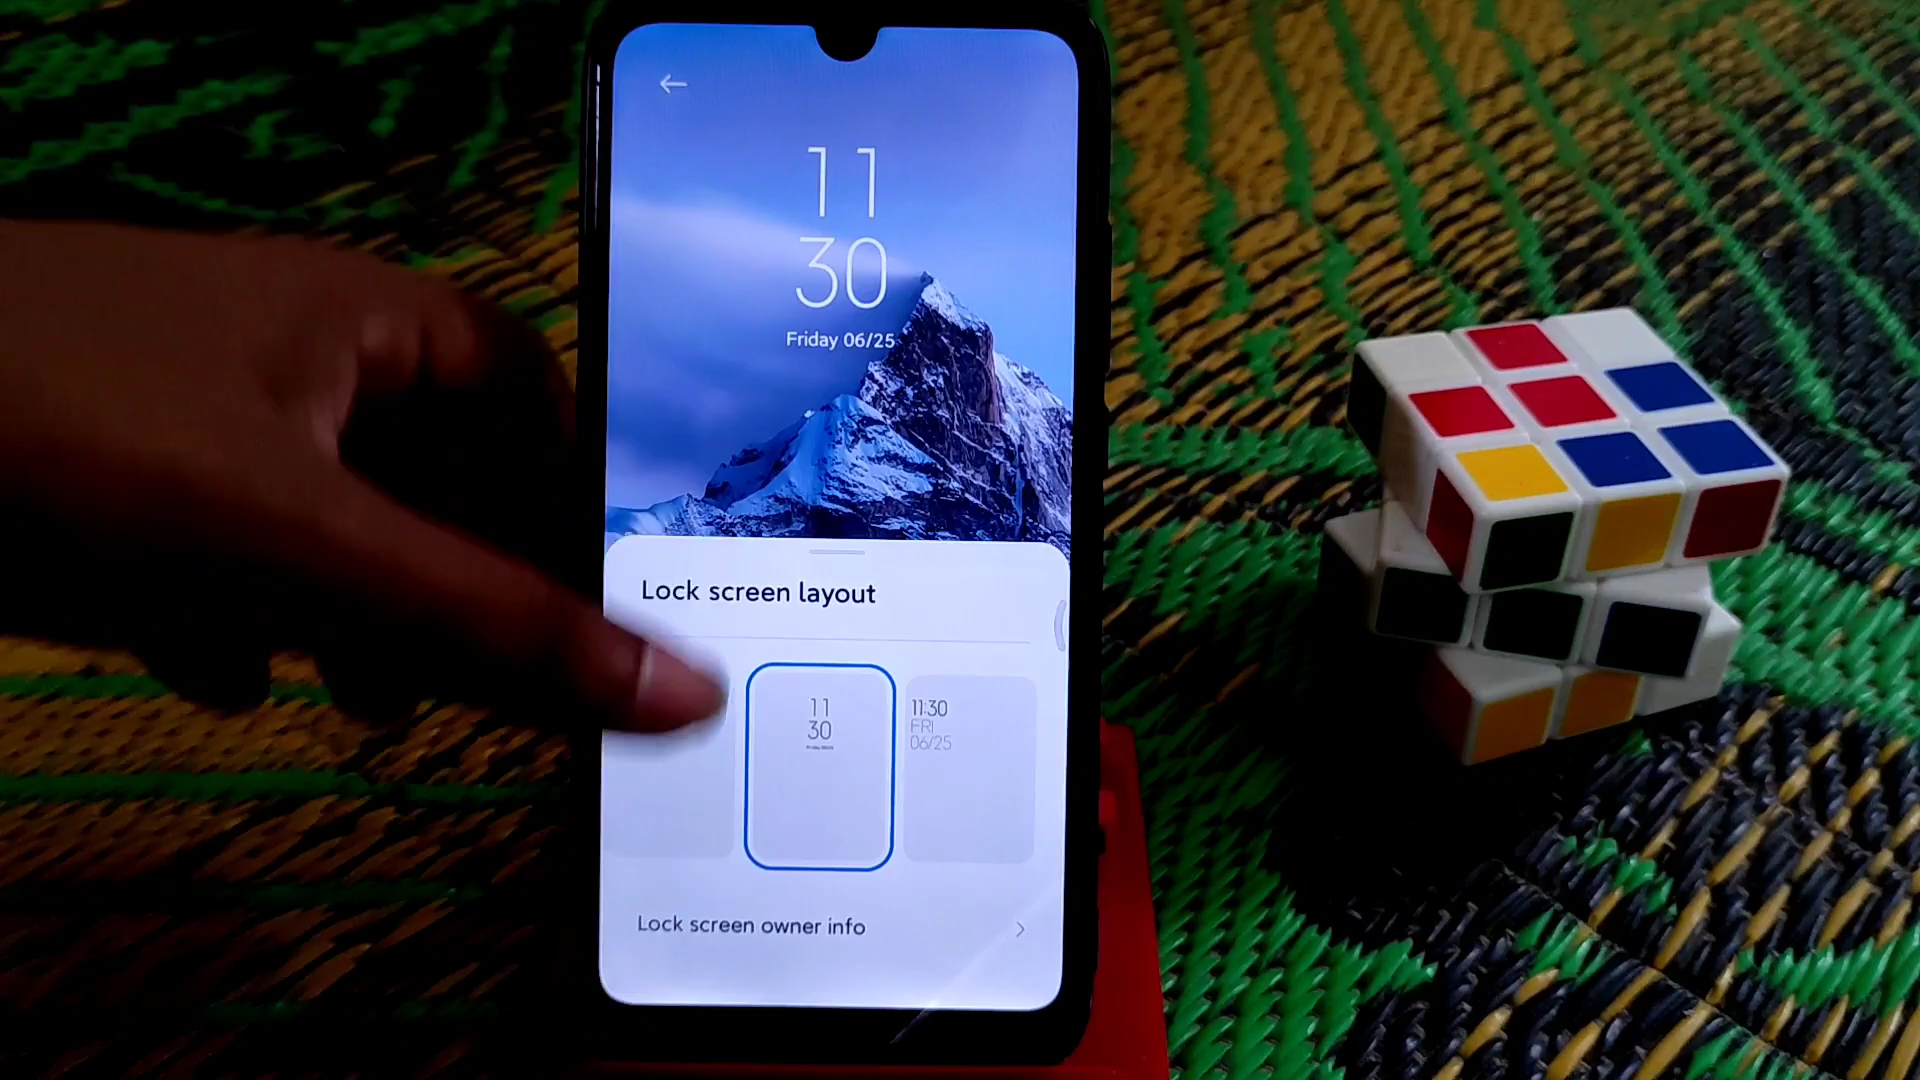 11
30
Friday 06/25
Lock screen layout
11
30
11:30
FRI
06/25
Lock screen owner info